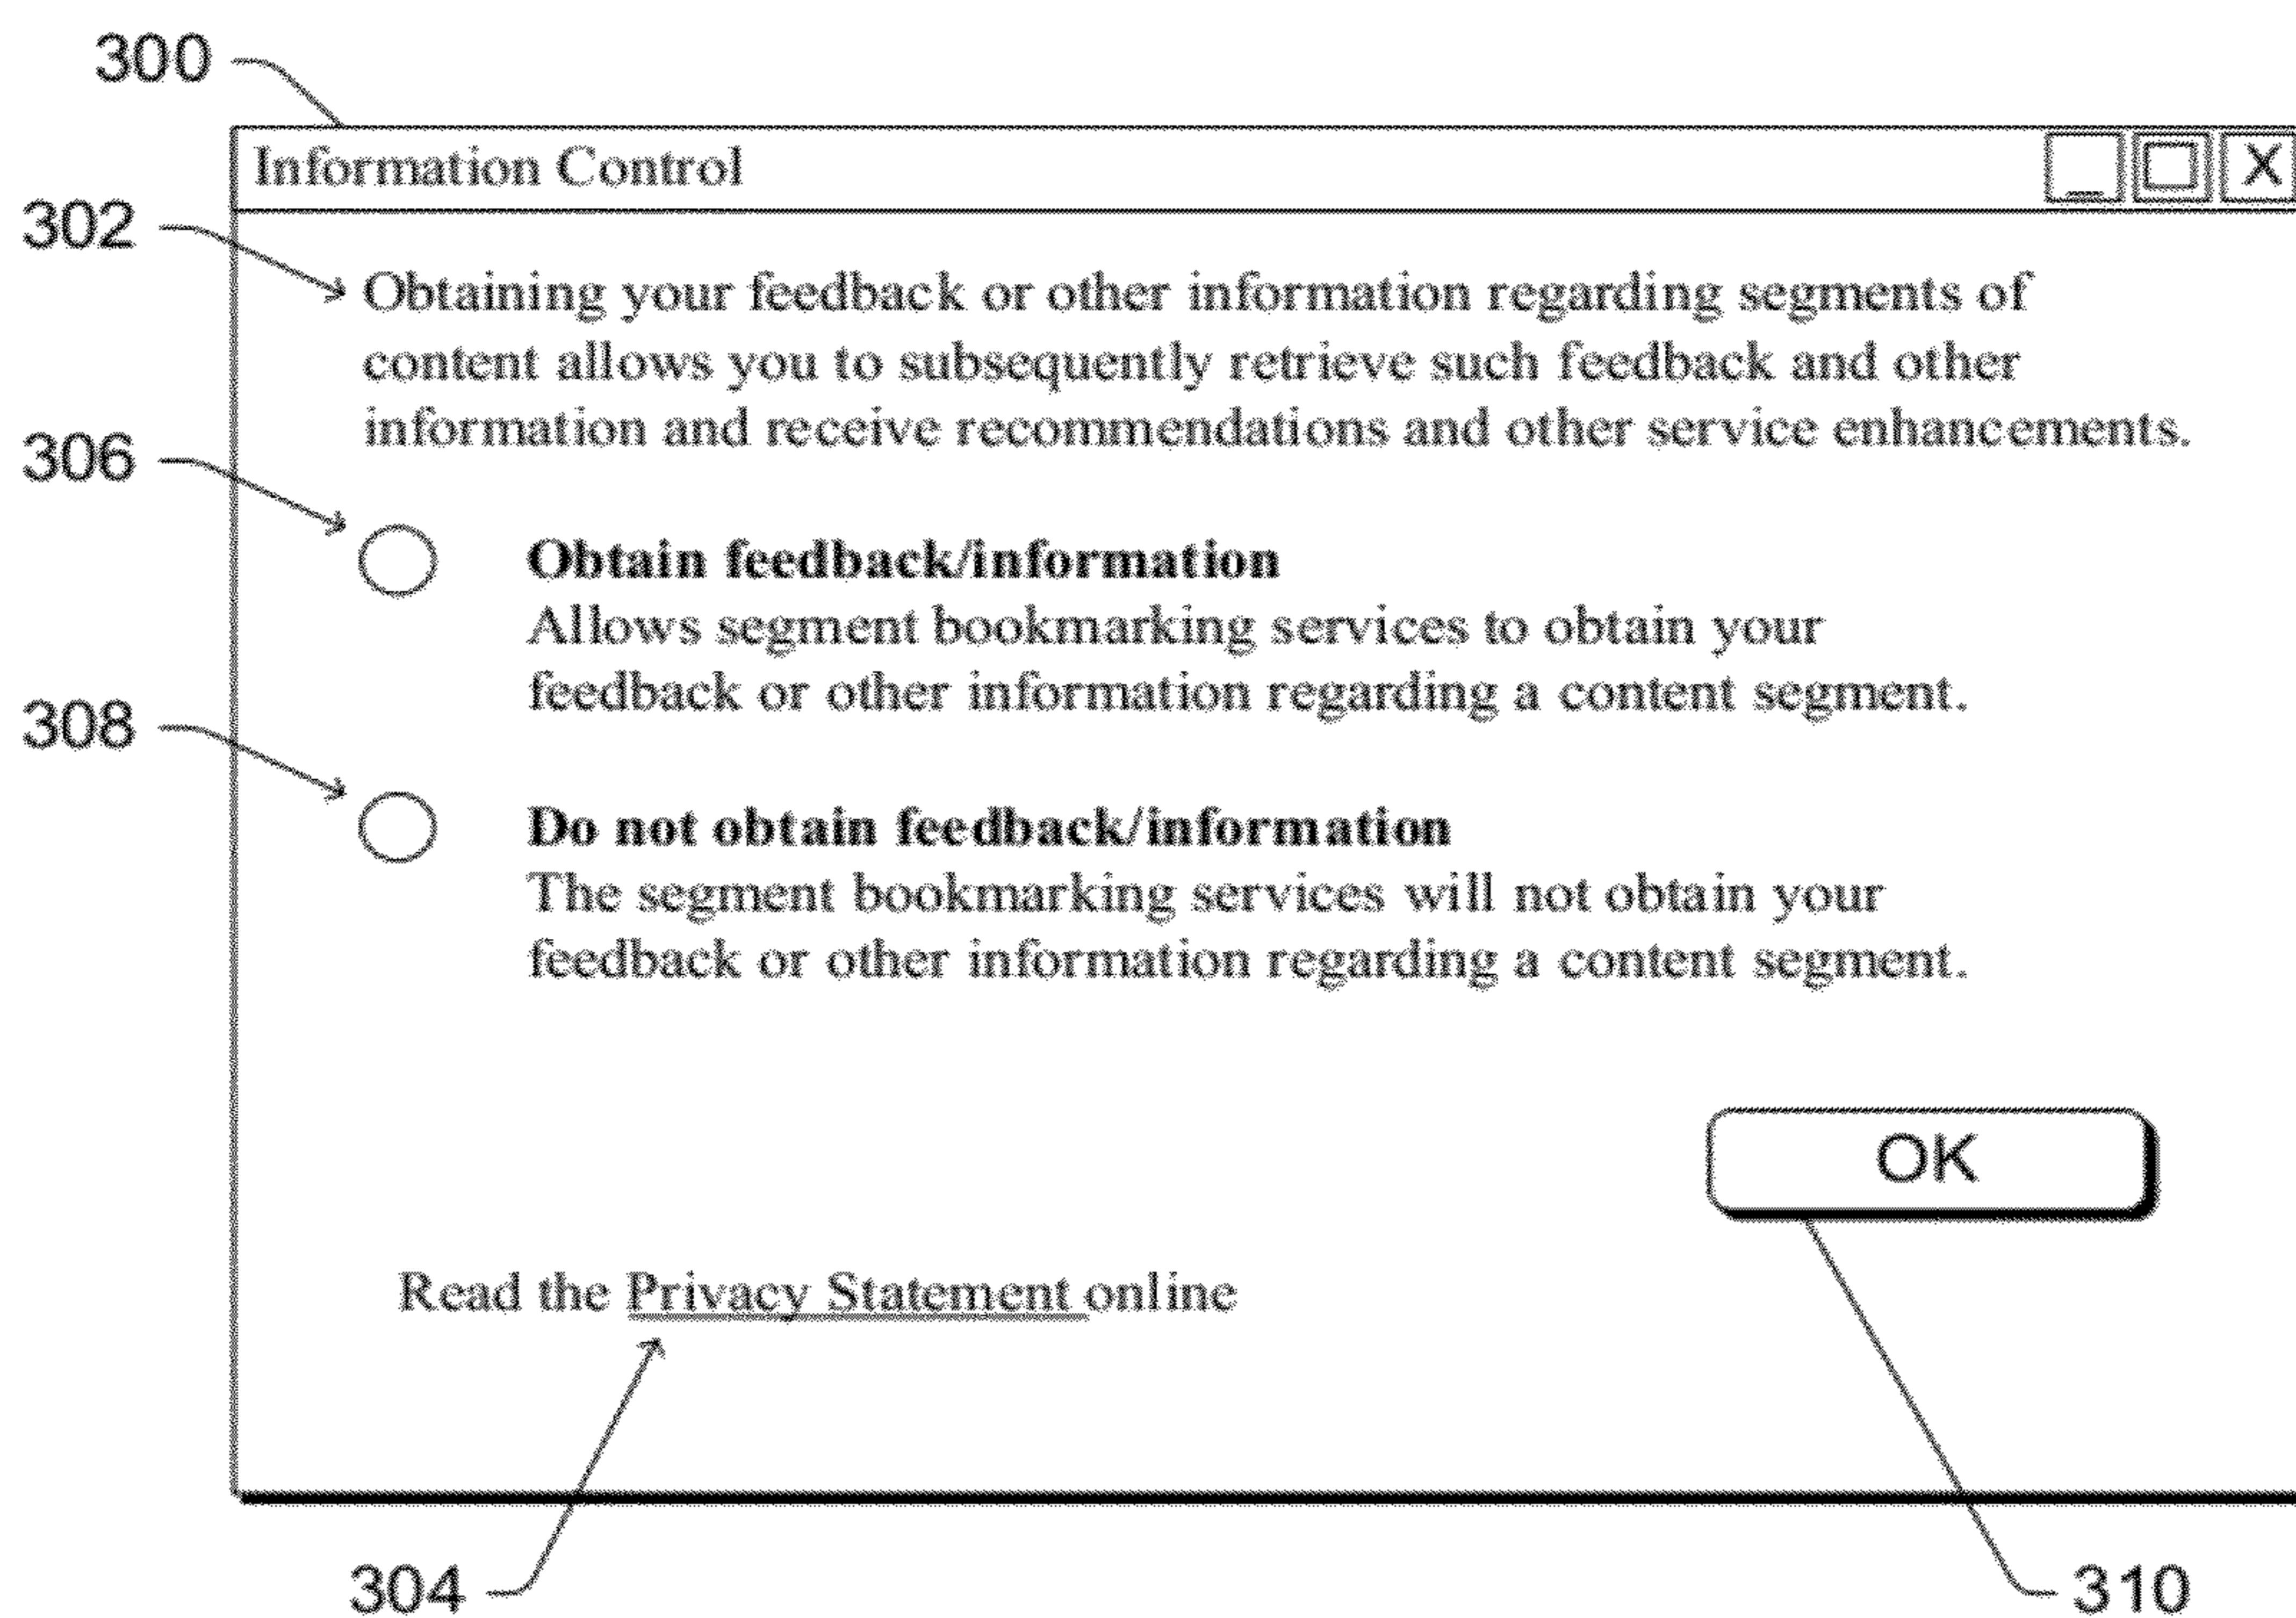 300
Information Control
_ □ X
302
Obtaining your feedback or other information regarding segments of
content allows you to subsequently retrieve such feedback and other
information and receive recommendations and other service enhancements.
306
Obtain feedback/information
Allows segment bookmarking services to obtain your
feedback or other information regarding a content segment.
308
Do not obtain feedback/information
The segment bookmarking services will not obtain your
feedback or other information regarding a content segment.
OK
Read the Privacy Statement online
304
310